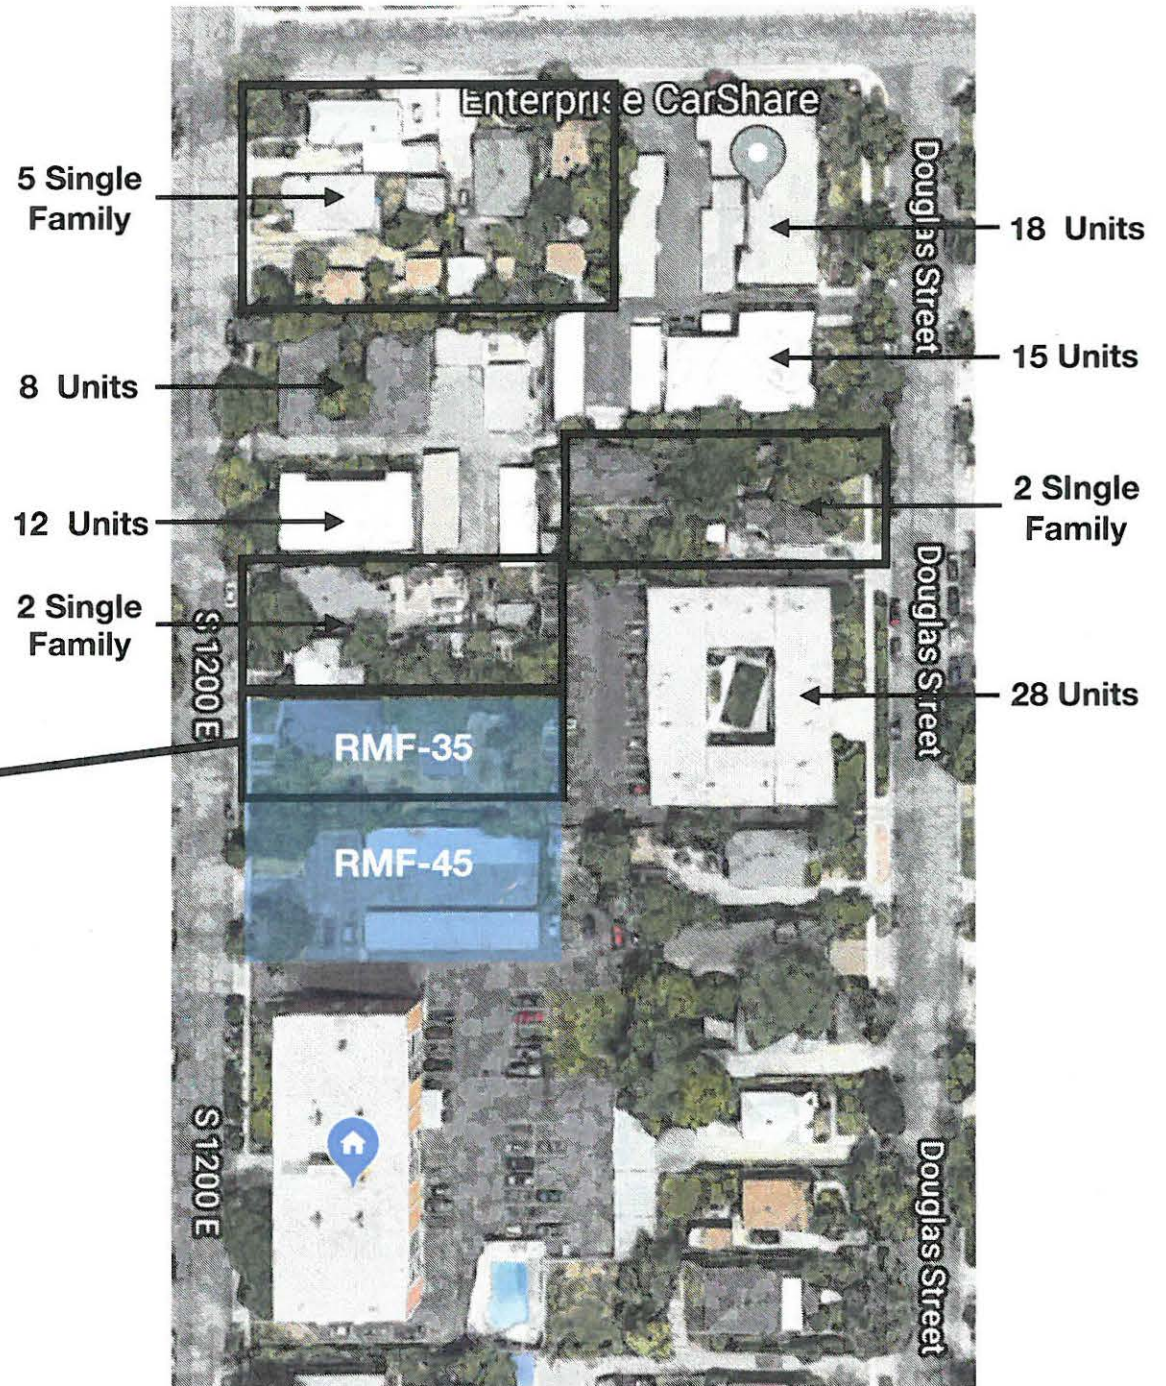 Enterprise CarShare
5 Single
Family
Douglas Street
18 Units
15 Units
8 Units
2 SIngle
Family
12 Units
Douglas Street
2 Single
Family
S 1200 E
28 Units
RMF-35
RMF-45
S 1200 E
Douglas Street